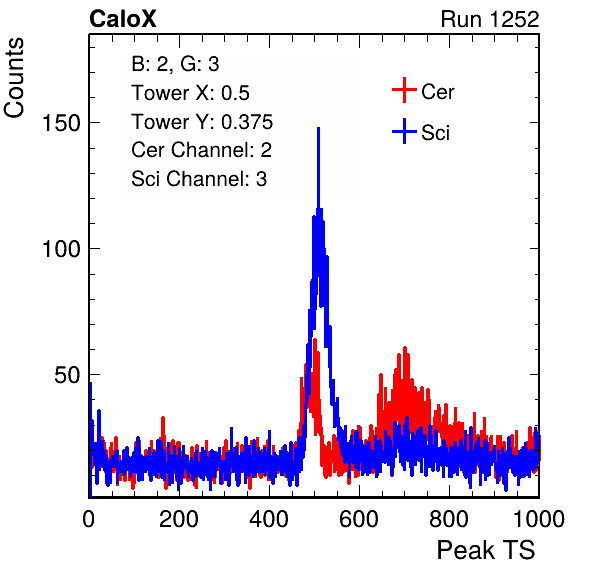 CaloX Run 1252
Counts
B: 2, G: 3
Tower X: 0.5
Tower Y: 0.375
Cer Channel: 2
Sci Channel: 3
Cer
Sci
150
100
50
0 200 400 600 800 1000
Peak TS